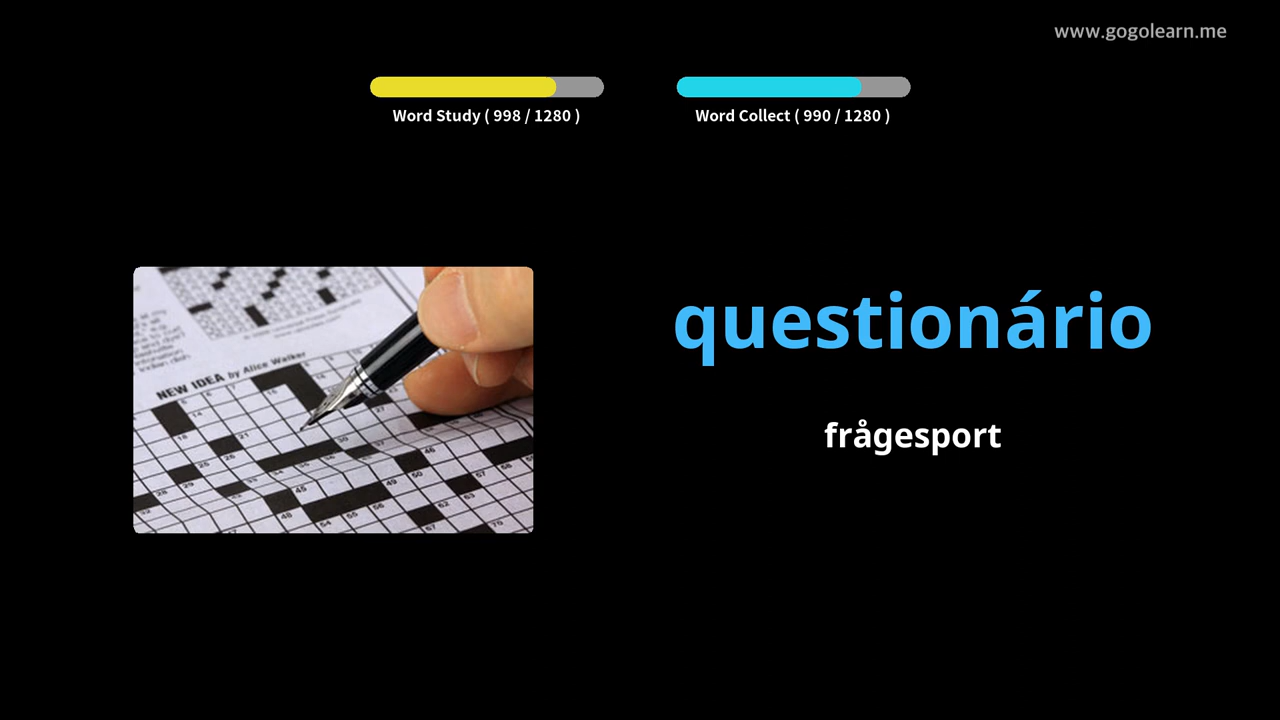 www.gogolearn.me
Word Study ( 998 / 1280 )
Word Collect ( 990 / 1280 )
questionário
frågesport
NEW IDEA by Alice Walker